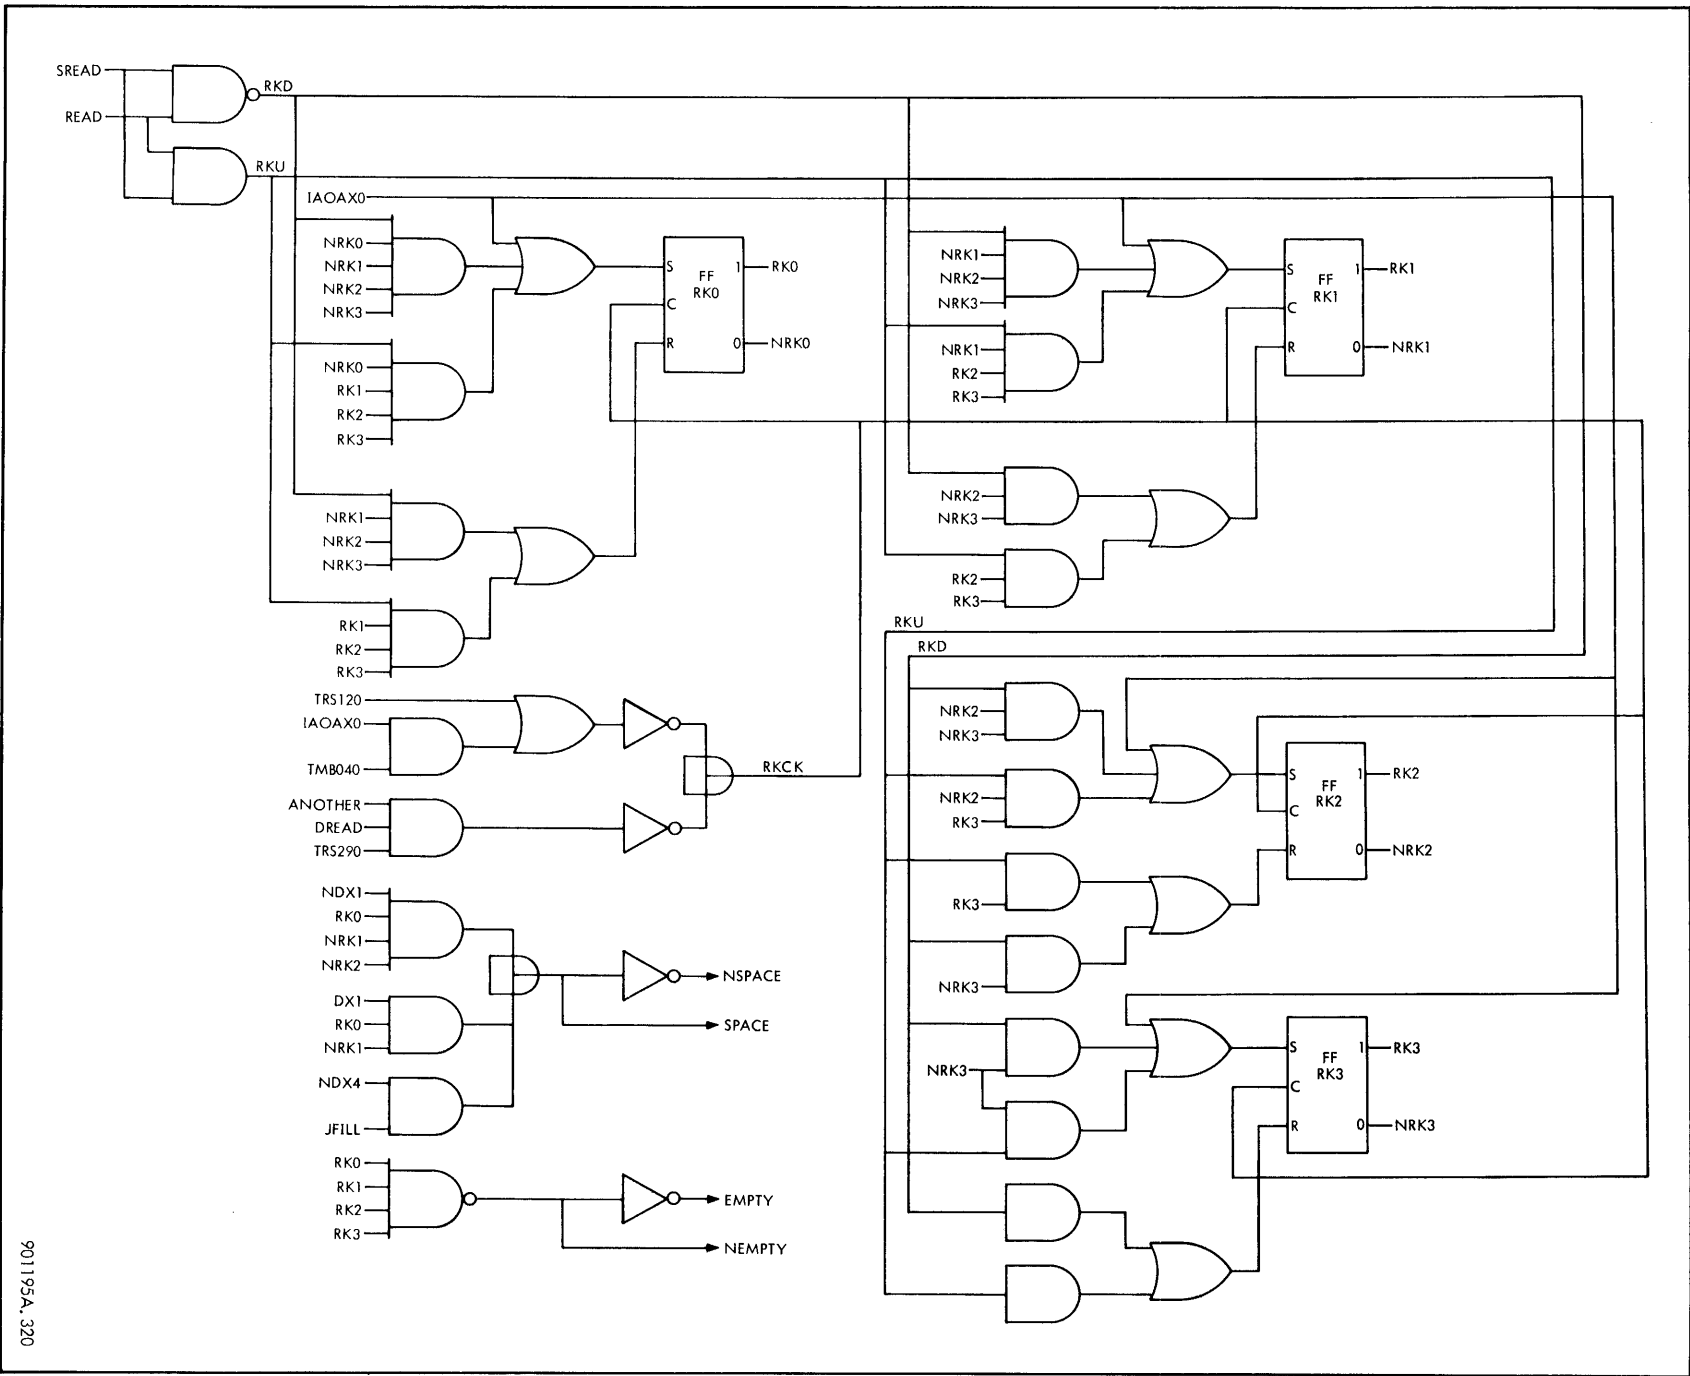 SREAD
READ
RKD
RKU
IAOAX0
NRK0
NRK1
NRK2
NRK3
NRK0
RK1
RK2
RK3
NRK1
NRK2
NRK3
RK1
RK2
RK3
S
C
R
FF
RK0
1
0
RK0
NRK0
NRK1
NRK2
NRK3
NRK1
RK2
RK3
NRK2
NRK3
RK2
RK3
S
C
R
FF
RK1
1
0
RK1
NRK1
TRS120
IAOAX0
TMB040
ANOTHER
DREAD
TRS290
RKCK
NDX1
RK0
NRK1
NRK2
DX1
RK0
NRK1
NDX4
JFILL
NSPACE
SPACE
RK0
RK1
RK2
RK3
EMPTY
NEMPTY
RKU
RKD
NRK2
NRK3
NRK2
RK3
RK3
NRK3
S
C
R
FF
RK2
1
0
RK2
NRK2
NRK3
S
C
R
FF
RK3
1
0
RK3
NRK3
901195A.320